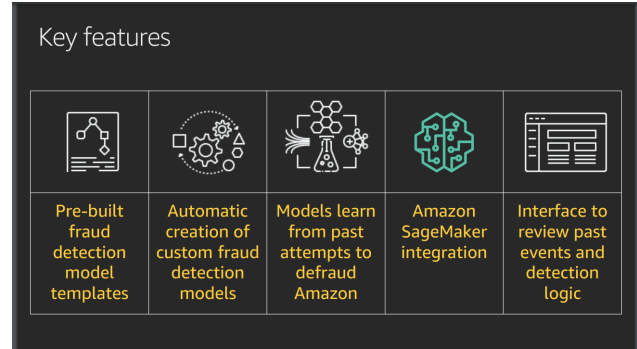 Key features
Pre-built
fraud
detection
model
templates
Automatic
creation of
custom fraud
detection
models
Models learn
from past
attempts to
defraud
Amazon
Amazon
SageMaker
integration
Interface to
review past
events and
detection
logic